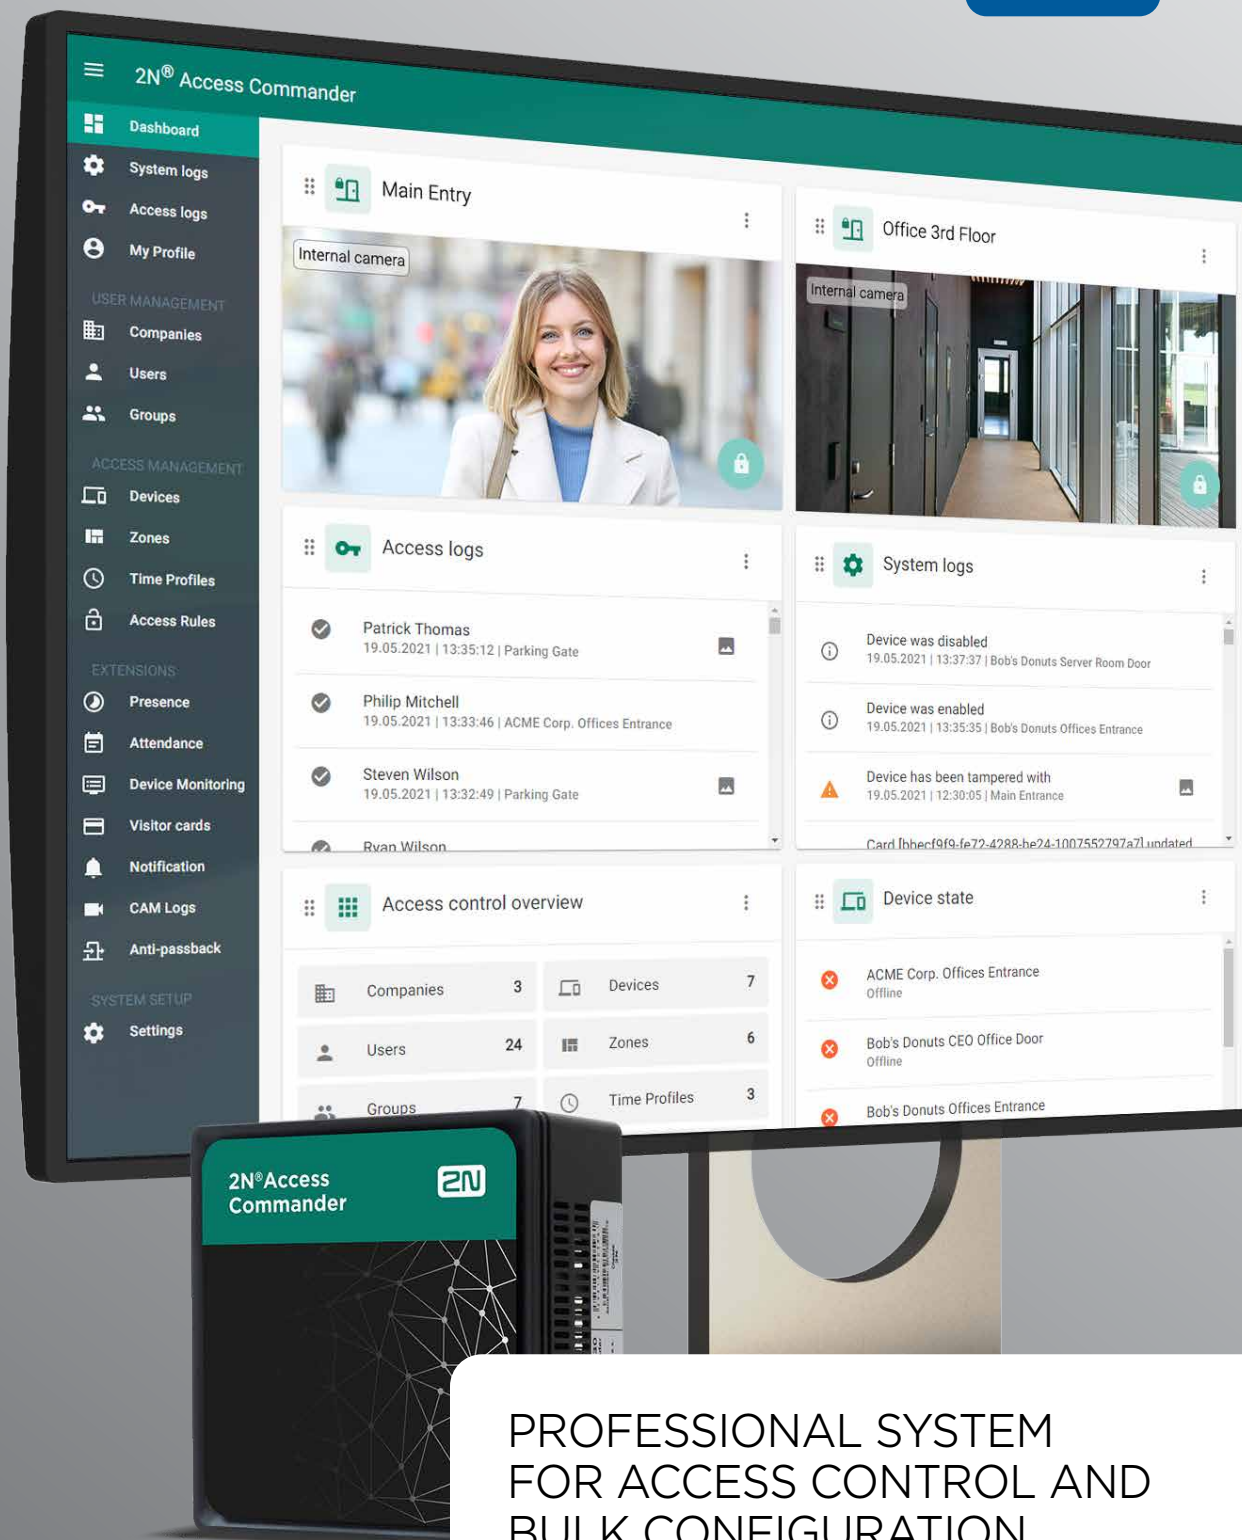 2N® Access Commander
Dashboard
System logs
Access logs
My Profile
USER MANAGEMENT
Companies
Users
Groups
ACCESS MANAGEMENT
Devices
Zones
Time Profiles
Access Rules
EXTENSIONS
Presence
Attendance
Device Monitoring
Visitor cards
Notification
CAM Logs
Anti-passback
SYSTEM SETUP
Settings
Main Entry
Internal camera
Office 3rd Floor
Internal camera
Access logs
Patrick Thomas
19.05.2021 | 13:35:12 | Parking Gate
Philip Mitchell
19.05.2021 | 13:33:46 | ACME Corp. Offices Entrance
Steven Wilson
19.05.2021 | 13:32:49 | Parking Gate
Ryan Wilson
System logs
Device was disabled
19.05.2021 | 13:37:37 | Bob's Donuts Server Room Door
Device was enabled
19.05.2021 | 13:35:35 | Bob's Donuts Offices Entrance
Device has been tampered with
19.05.2021 | 12:30:05 | Main Entrance
Card [bbecf9f9-fe72-4288-be24-1007552797a7] updated
Access control overview
Companies 3
Devices 7
Users 24
Zones 6
Groups 7
Time Profiles 3
Device state
ACME Corp. Offices Entrance
Offline
Bob's Donuts CEO Office Door
Offline
Bob's Donuts Offices Entrance
2N®Access
Commander
2N
PROFESSIONAL SYSTEM
FOR ACCESS CONTROL AND
BULK CONFIGURATION